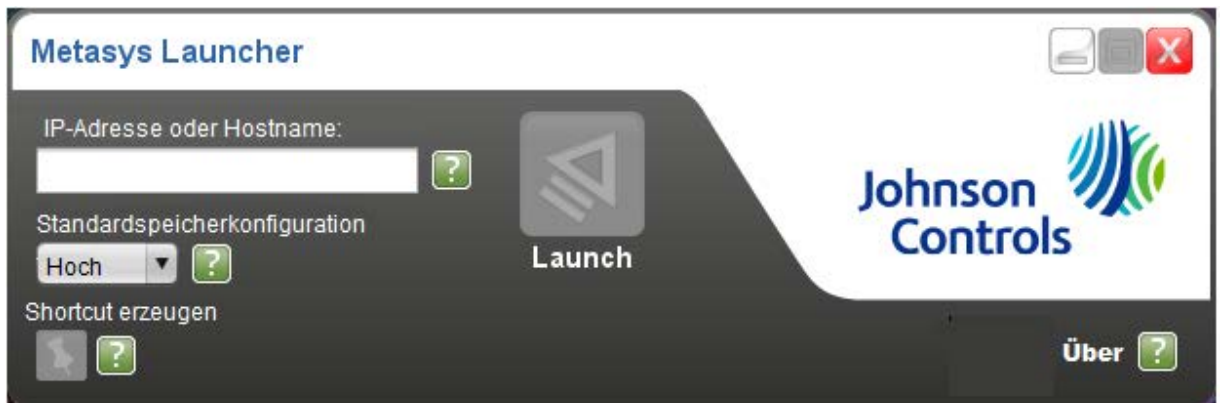 Metasys Launcher
X
IP-Adresse oder Hostname:
?
Standardspeicherkonfiguration
Hoch ?
Launch
Shortcut erzeugen
?
Johnson
Controls
Über ?